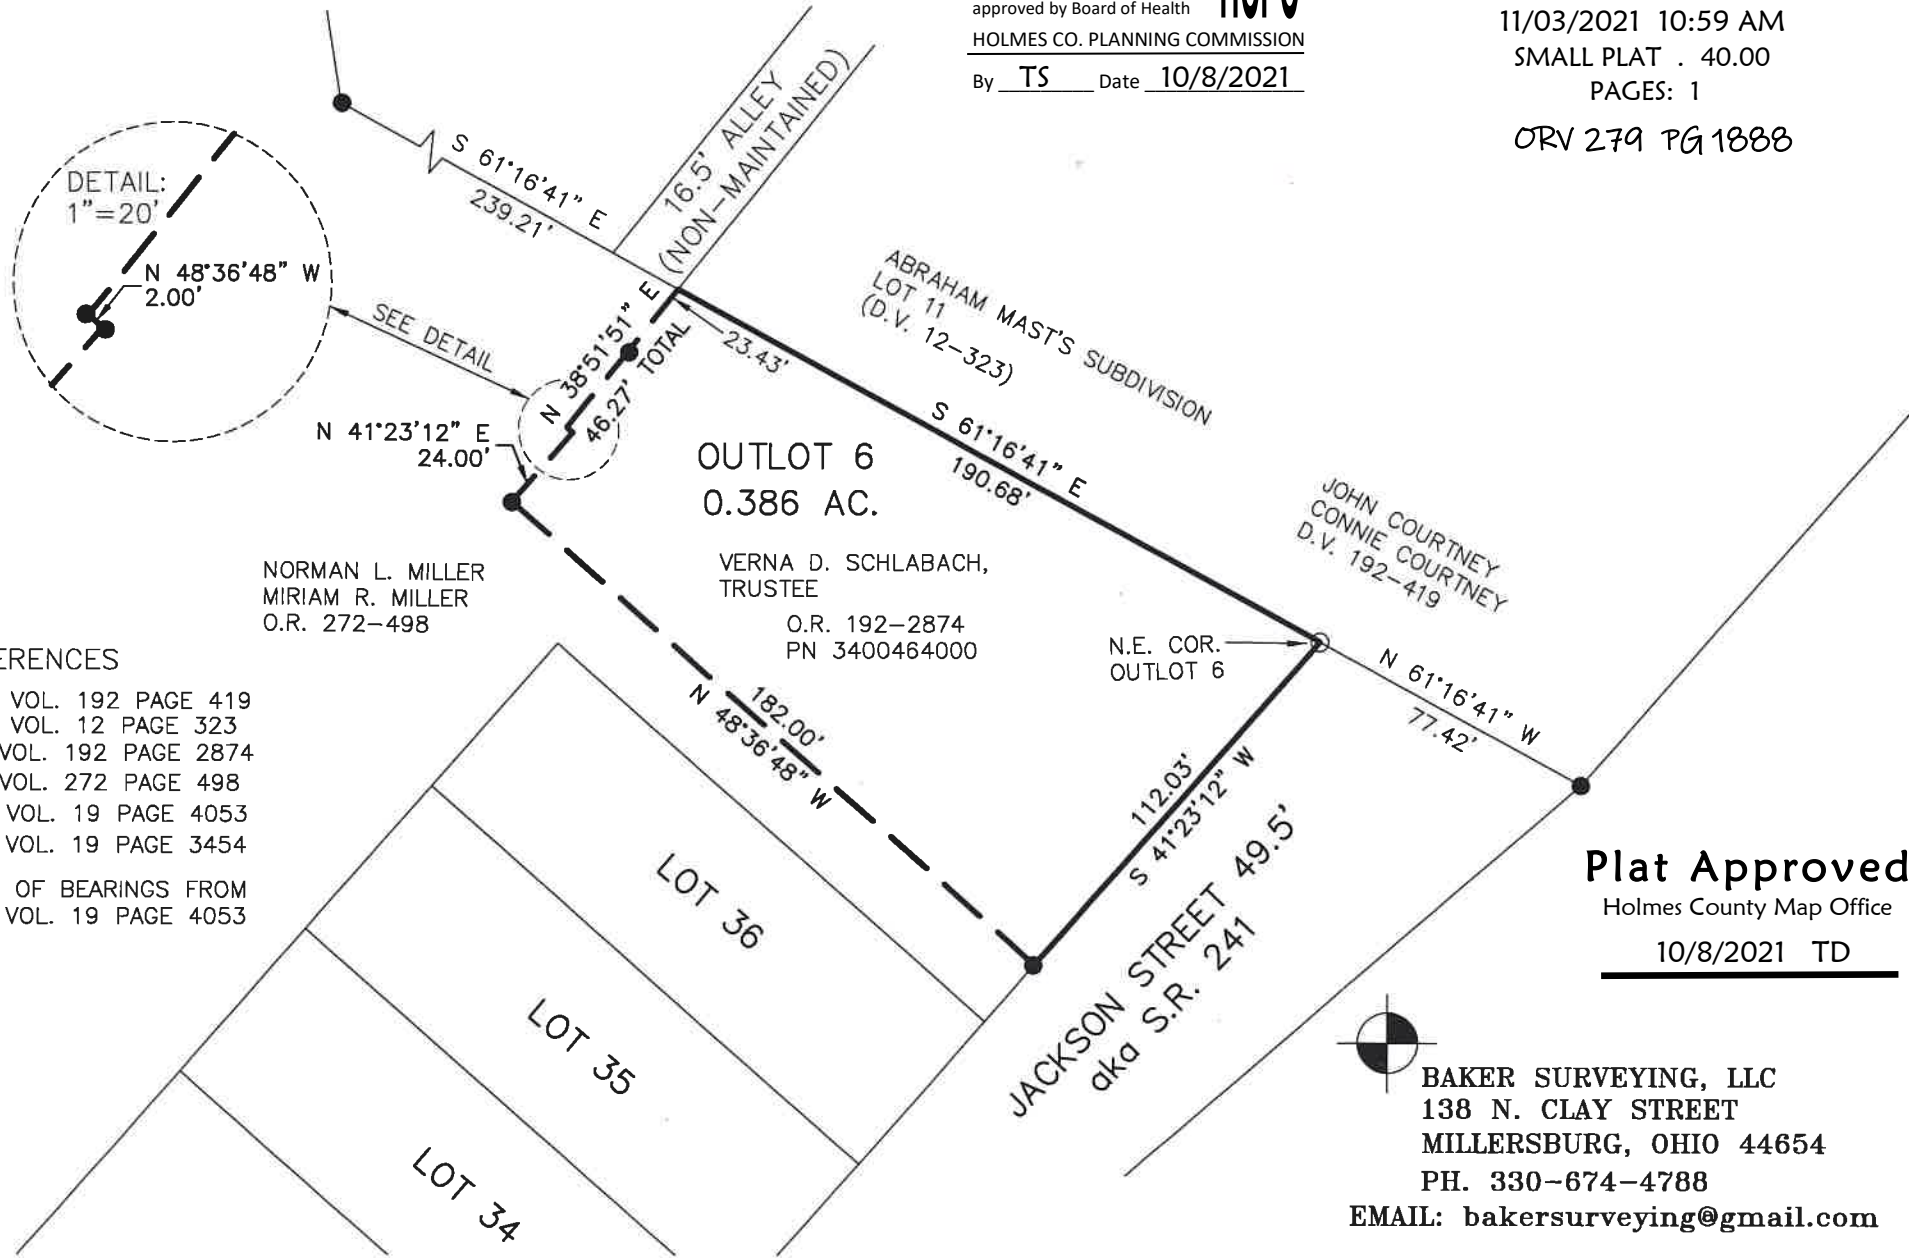 approved by Board of Health
HOLMES CO. PLANNING COMMISSION
By TS Date 10/8/2021
11/03/2021 10:59 AM
SMALL PLAT . 40.00
PAGES: 1
ORV 279 PG 1888
DETAIL:
1"=20'
N 48°36'48" W
2.00'
SEE DETAIL
S 61°16'41" E
239.21'
16.5' ALLEY
(NON-MAINTAINED)
N 38°51'51" E
46.27' TOTAL
23.43'
N 41°23'12" E
24.00'
ABRAHAM MAST'S SUBDIVISION
LOT 11
(D.V. 12-323)
S 61°16'41" E
190.68'
OUTLOT 6
0.386 AC.
VERNA D. SCHLABACH,
TRUSTEE
O.R. 192-2874
PN 3400464000
NORMAN L. MILLER
MIRIAM R. MILLER
O.R. 272-498
JOHN COURTNEY
CONNIE COURTNEY
D.V. 192-419
N.E. COR.
OUTLOT 6
N 61°16'41" W
77.42'
182.00'
N 48°36'48" W
112.03'
S 41°23'12" W
JACKSON STREET 49.5'
aka S.R. 241
LOT 36
LOT 35
LOT 34
ERENCES
VOL. 192 PAGE 419
VOL. 12 PAGE 323
VOL. 192 PAGE 2874
VOL. 272 PAGE 498
VOL. 19 PAGE 4053
VOL. 19 PAGE 3454
OF BEARINGS FROM
VOL. 19 PAGE 4053
Plat Approved
Holmes County Map Office
10/8/2021 TD
BAKER SURVEYING, LLC
138 N. CLAY STREET
MILLERSBURG, OHIO 44654
PH. 330-674-4788
EMAIL: bakersurveying@gmail.com